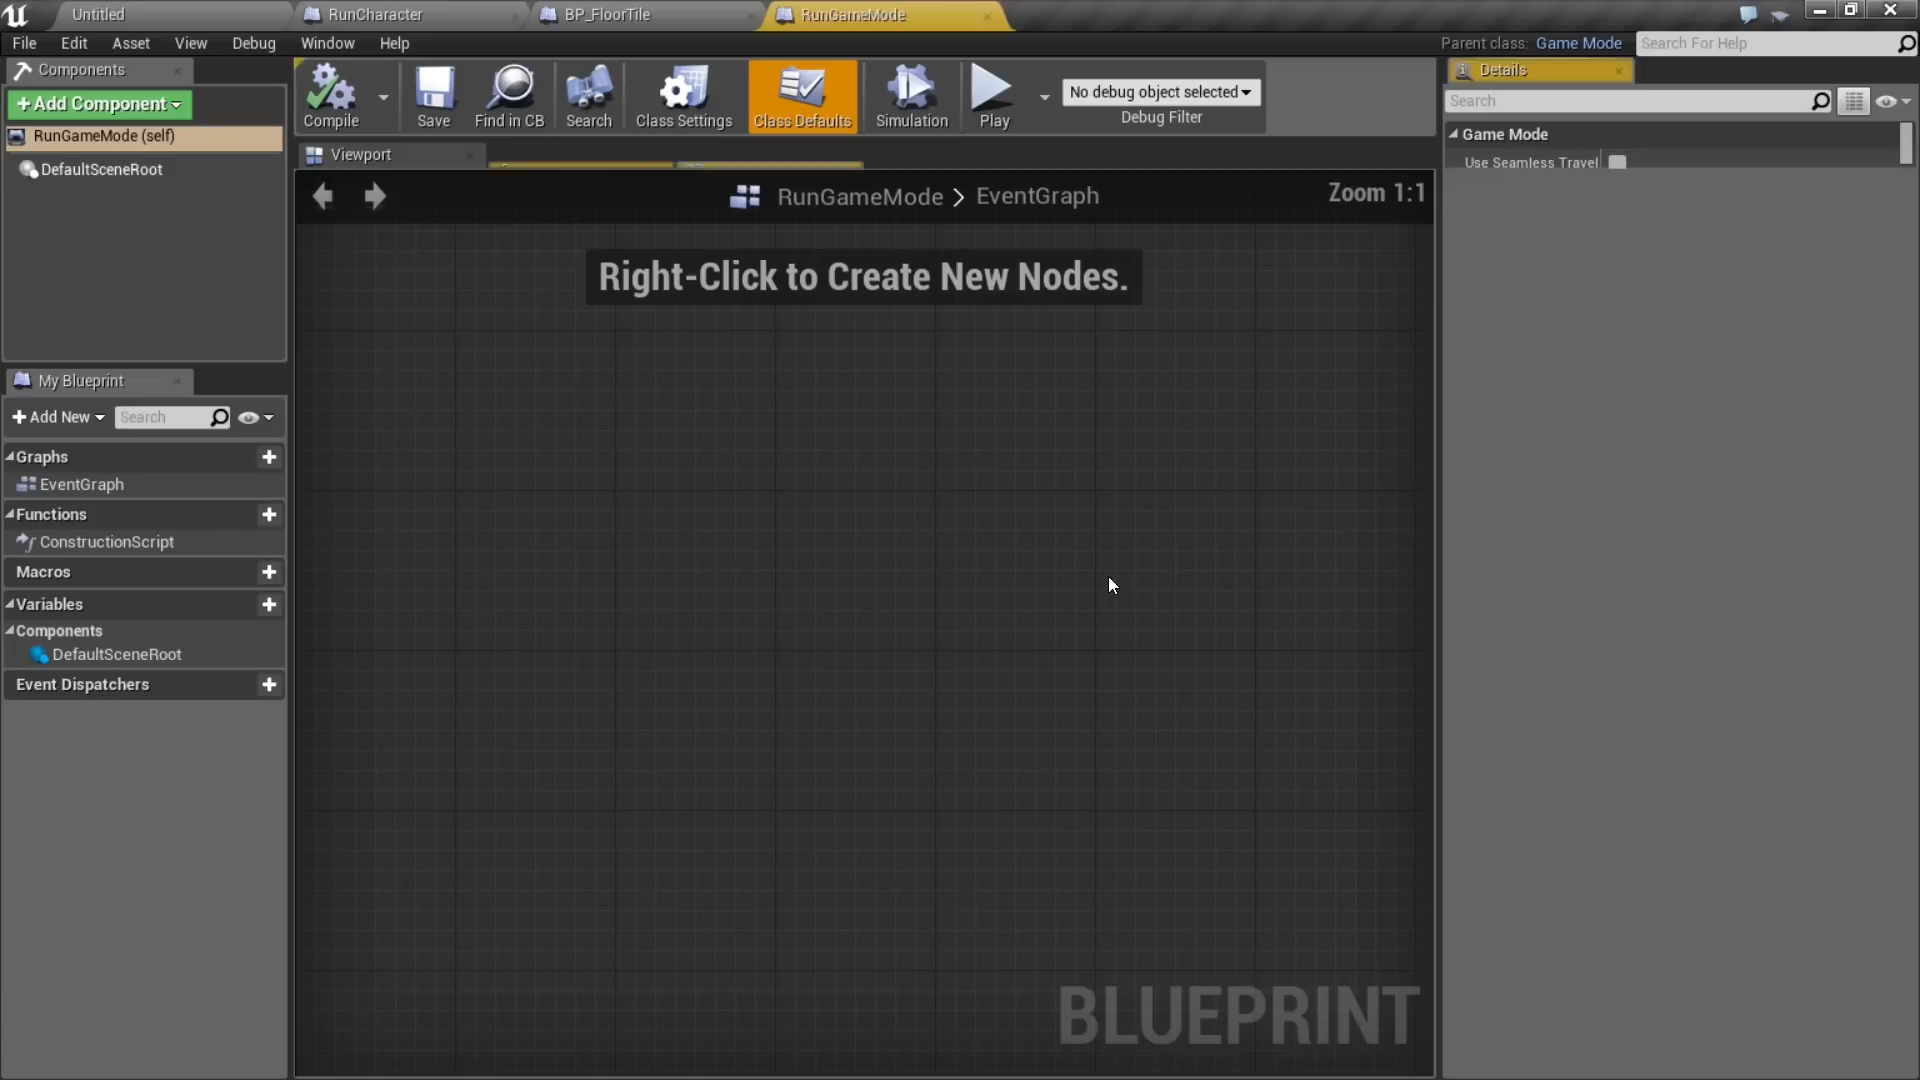 Untitled
RunCharacter
BP_FloorTile
RunGameMode
File Edit Asset View Debug Window Help
Parent class: Game Mode
Search For Help
Components
Details
+ Add Component
Search
RunGameMode (self)
DefaultSceneRoot
Compile
Save
Find in CB
Search
Class Settings
Class Defaults
Simulation
Play
No debug object selected
Debug Filter
Game Mode
Use Seamless Travel
Viewport
RunGameMode > EventGraph
Zoom 1:1
Right-Click to Create New Nodes.
My Blueprint
+ Add New
Search
Graphs
EventGraph
Functions
ConstructionScript
Macros
Variables
Components
DefaultSceneRoot
Event Dispatchers
BLUEPRINT